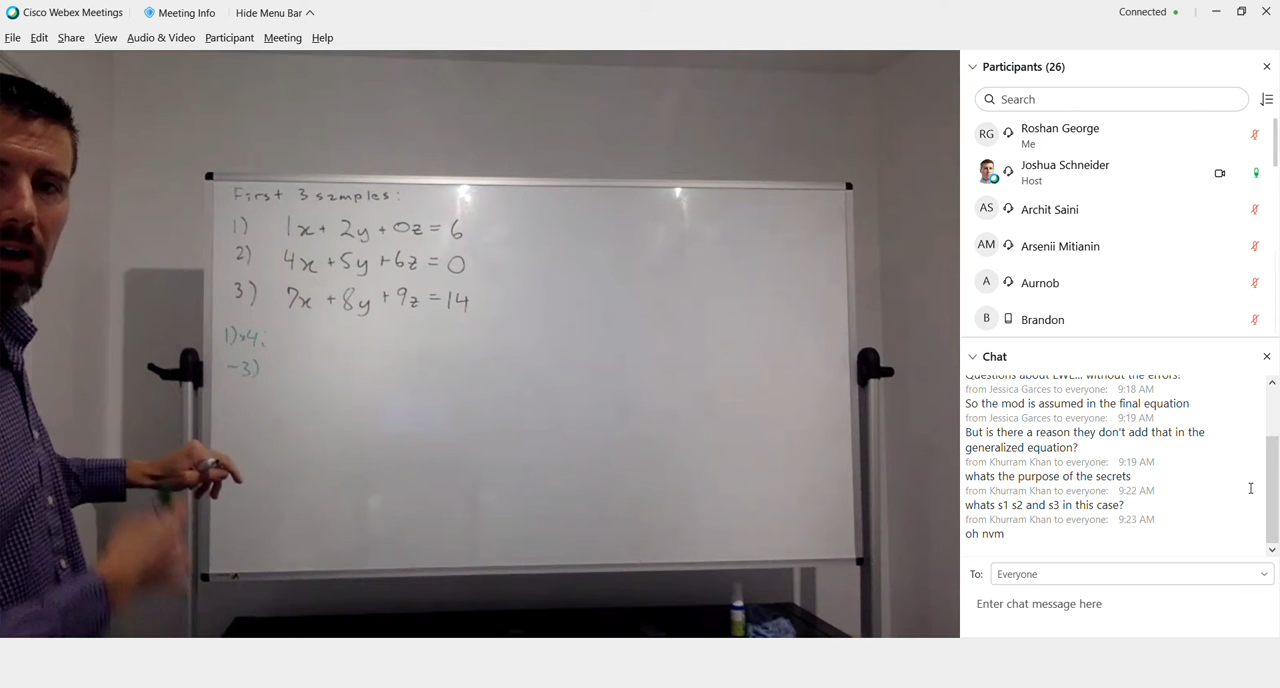 Cisco Webex Meetings Meeting Info Hide Menu Bar Connected
File Edit Share View Audio & Video Participant Meeting Help
First 3 samples:
1) 1x + 2y + 0z = 6
2) 4x + 5y + 6z = 0
3) 7x + 8y + 9z = 14
1)x4:
-3)
Participants (26)
Search
RG Roshan George
Me
Joshua Schneider
Host
AS Archit Saini
AM Arsenii Mitianin
A Aurnob
B Brandon
Chat
Questions about LWE... without the errors?
from Jessica Garces to everyone: 9:18 AM
So the mod is assumed in the final equation
from Jessica Garces to everyone: 9:19 AM
But is there a reason they don't add that in the
generalized equation?
from Khurram Khan to everyone: 9:19 AM
whats the purpose of the secrets
from Khurram Khan to everyone: 9:22 AM
whats s1 s2 and s3 in this case?
from Khurram Khan to everyone: 9:23 AM
oh nvm
To: Everyone
Enter chat message here